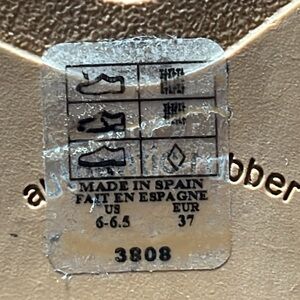 MADE IN SPAIN
FAIT EN ESPAGNE
US EUR
6-6.5 37
3808